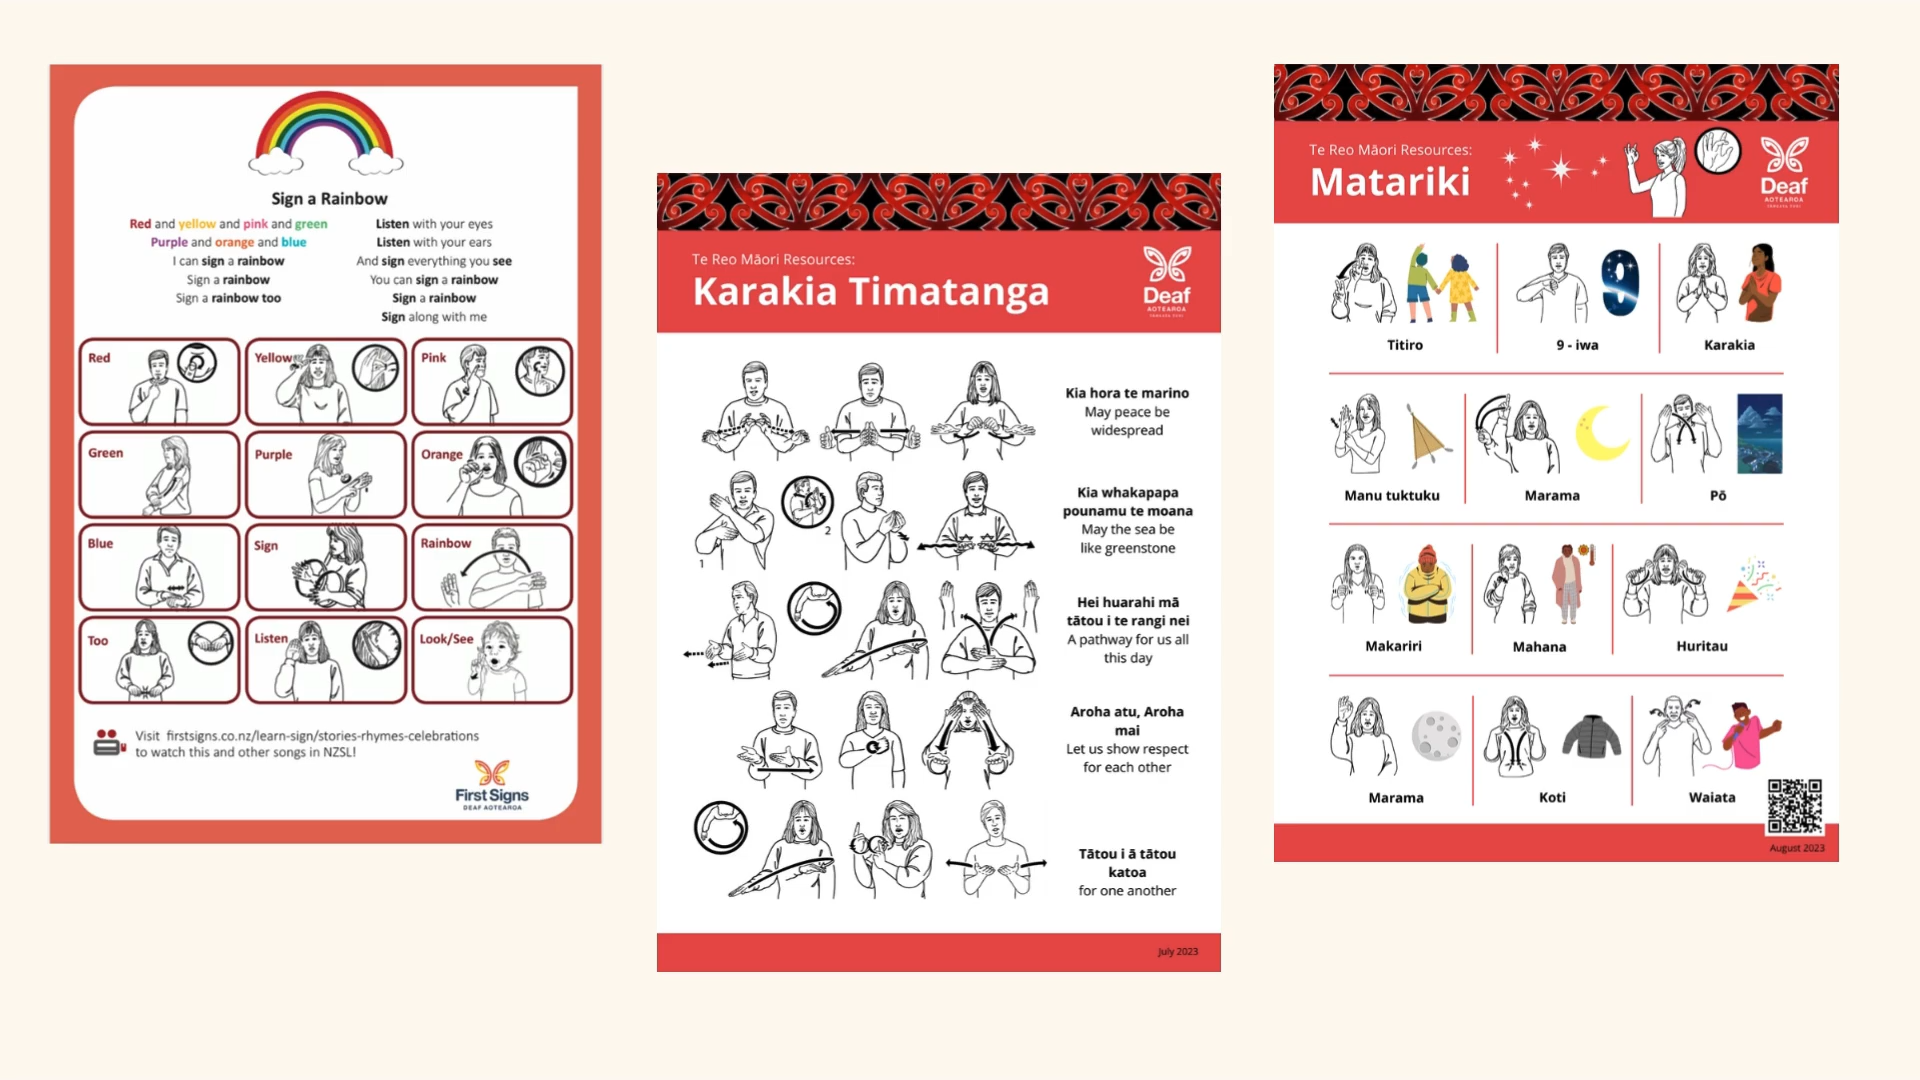 Sign a Rainbow
Red and yellow and pink and green
Purple and orange and blue
I can sign a rainbow
Sign a rainbow
Sign a rainbow too
Listen with your eyes
Listen with your ears
And sign everything you see
You can sign a rainbow
Sign a rainbow
Sign along with me
Red
Yellow
Pink
Green
Purple
Orange
Blue
Sign
Rainbow
Too
Listen
Look/See
Visit firstsigns.co.nz/learn-sign/stories-rhymes-celebrations
to watch this and other songs in NZSL!
First Signs
DEAF AOTEAROA
Te Reo Māori Resources:
Karakia Timatanga
Deaf
AOTEAROA
Kia hora te marino
May peace be
widespread
1
2
Kia whakapapa
pounamu te moana
May the sea be
like greenstone
Hei huarahi mā
tātou i te rangi nei
A pathway for us all
this day
Aroha atu, Aroha
mai
Let us show respect
for each other
Tātou i ā tātou
katoa
for one another
July 2023
Te Reo Māori Resources:
Matariki
Deaf
AOTEAROA
Titiro
9 - iwa
9
Karakia
Manu tuktuku
Marama
Pō
Makariri
Mahana
Huritau
Marama
Koti
Waiata
August 2023